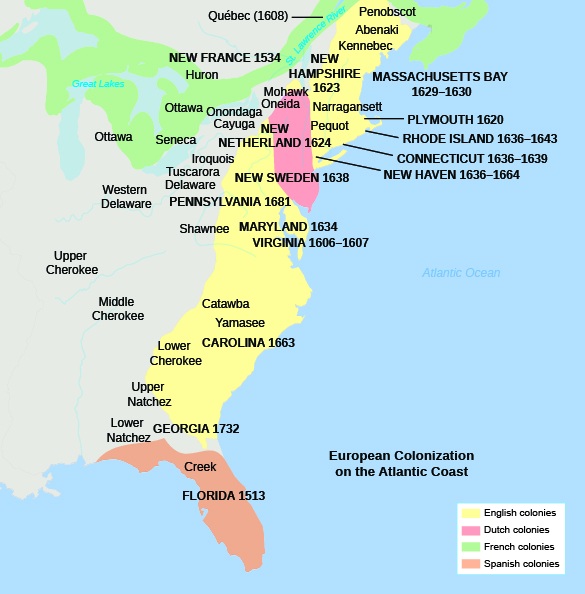 Québec (1608)
Penobscot
Abenaki
Kennebec
St. Lawrence River
NEW FRANCE 1534
Huron
NEW
HAMPSHIRE
1623
MASSACHUSETTS BAY
1629–1630
Great Lakes
Mohawk
Oneida
Ottawa
Onondaga
Cayuga
Narragansett
PLYMOUTH 1620
Ottawa
Seneca
NEW
NETHERLAND 1624
Pequot
RHODE ISLAND 1636–1643
Iroquois
CONNECTICUT 1636–1639
Tuscarora
Delaware
NEW SWEDEN 1638
NEW HAVEN 1636–1664
Western
Delaware
PENNSYLVANIA 1681
Shawnee
MARYLAND 1634
VIRGINIA 1606–1607
Upper
Cherokee
Atlantic Ocean
Middle
Cherokee
Catawba
Yamasee
Lower
Cherokee
CAROLINA 1663
Upper
Natchez
Lower
Natchez
GEORGIA 1732
Creek
European Colonization
on the Atlantic Coast
FLORIDA 1513
English colonies
Dutch colonies
French colonies
Spanish colonies